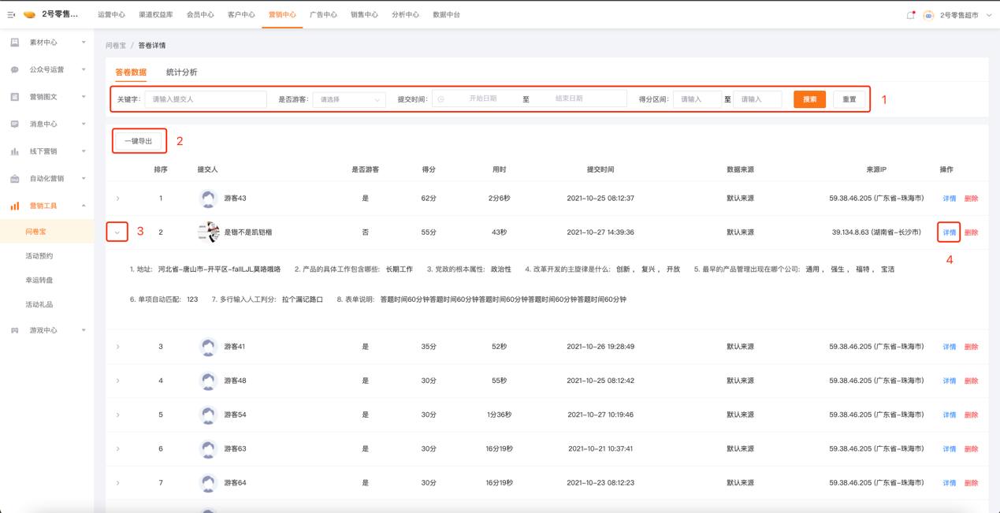 2号零售... 运营中心 渠道权益库 会员中心 客户中心 营销中心 广告中心 销售中心 分析中心 数据中台 2号零售超市
素材中心
公众号运营
营销图文
消息中心
线下营销
自动化营销
营销工具
问卷宝
活动预约
幸运转盘
活动礼品
游戏中心
问卷宝 / 答卷详情
答卷数据 统计分析
关键字: 请输入提交人 是否游客: 请选择 提交时间: 开始日期 至 结束日期 得分区间: 请输入 至 请输入 搜索 重置 1
一键导出 2
排序 提交人 是否游客 得分 用时 提交时间 数据来源 来源IP 操作
1 游客43 是 62分 2分6秒 2021-10-25 08:12:37 默认来源 59.38.46.205 (广东省-珠海市) 详情 删除
3 2 是锴不是凯铠楷 否 55分 43秒 2021-10-27 14:39:36 默认来源 39.134.8.63 (湖南省-长沙市) 详情 删除
4
1. 地址: 河北省-唐山市-开平区-fallLJL莫咯哦咯 2. 产品的具体工作包含哪些: 长期工作 3. 党政的根本属性: 政治性 4. 改革开发的主旋律是什么: 创新 , 复兴 , 开放 5. 最早的产品管理出现在哪个公司: 通用 , 强生 , 福特 , 宝洁
6. 单项自动匹配: 123 7. 多行输入人工判分: 拉个漏记路口 8. 表单说明: 答题时间60分钟答题时间60分钟答题时间60分钟答题时间60分钟答题时间60分钟
3 游客41 是 35分 52秒 2021-10-26 19:28:49 默认来源 59.38.46.205 (广东省-珠海市) 详情 删除
4 游客48 是 30分 55秒 2021-10-25 08:12:42 默认来源 59.38.46.205 (广东省-珠海市) 详情 删除
5 游客54 是 30分 1分36秒 2021-10-27 10:19:46 默认来源 59.38.46.205 (广东省-珠海市) 详情 删除
6 游客63 是 30分 16分19秒 2021-10-21 10:37:41 默认来源 59.38.46.205 (广东省-珠海市) 详情 删除
7 游客64 是 30分 16分19秒 2021-10-23 08:12:23 默认来源 59.38.46.205 (广东省-珠海市) 详情 删除